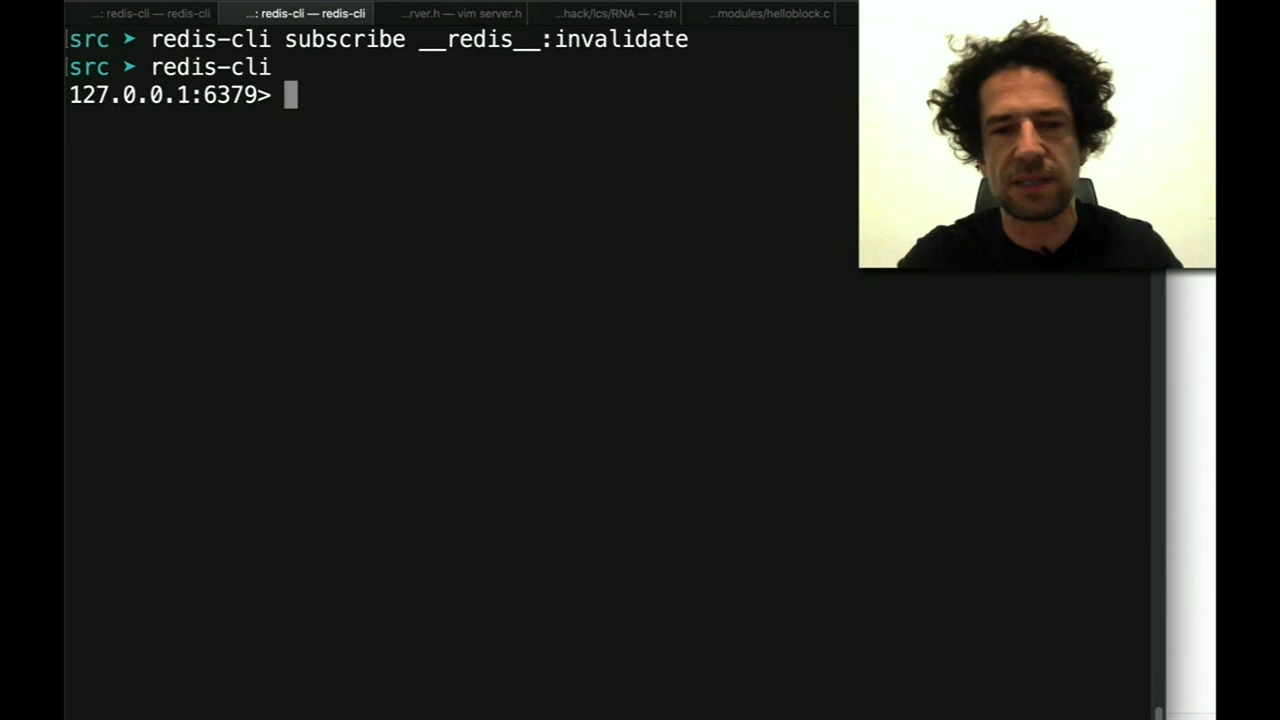 ...: redis-cli — redis-cli
...: redis-cli — redis-cli
...rver.h — vim server.h
...hack/lcs/RNA — -zsh
...modules/helloblock.c
src ➤ redis-cli subscribe __redis__:invalidate
src ➤ redis-cli
127.0.0.1:6379>